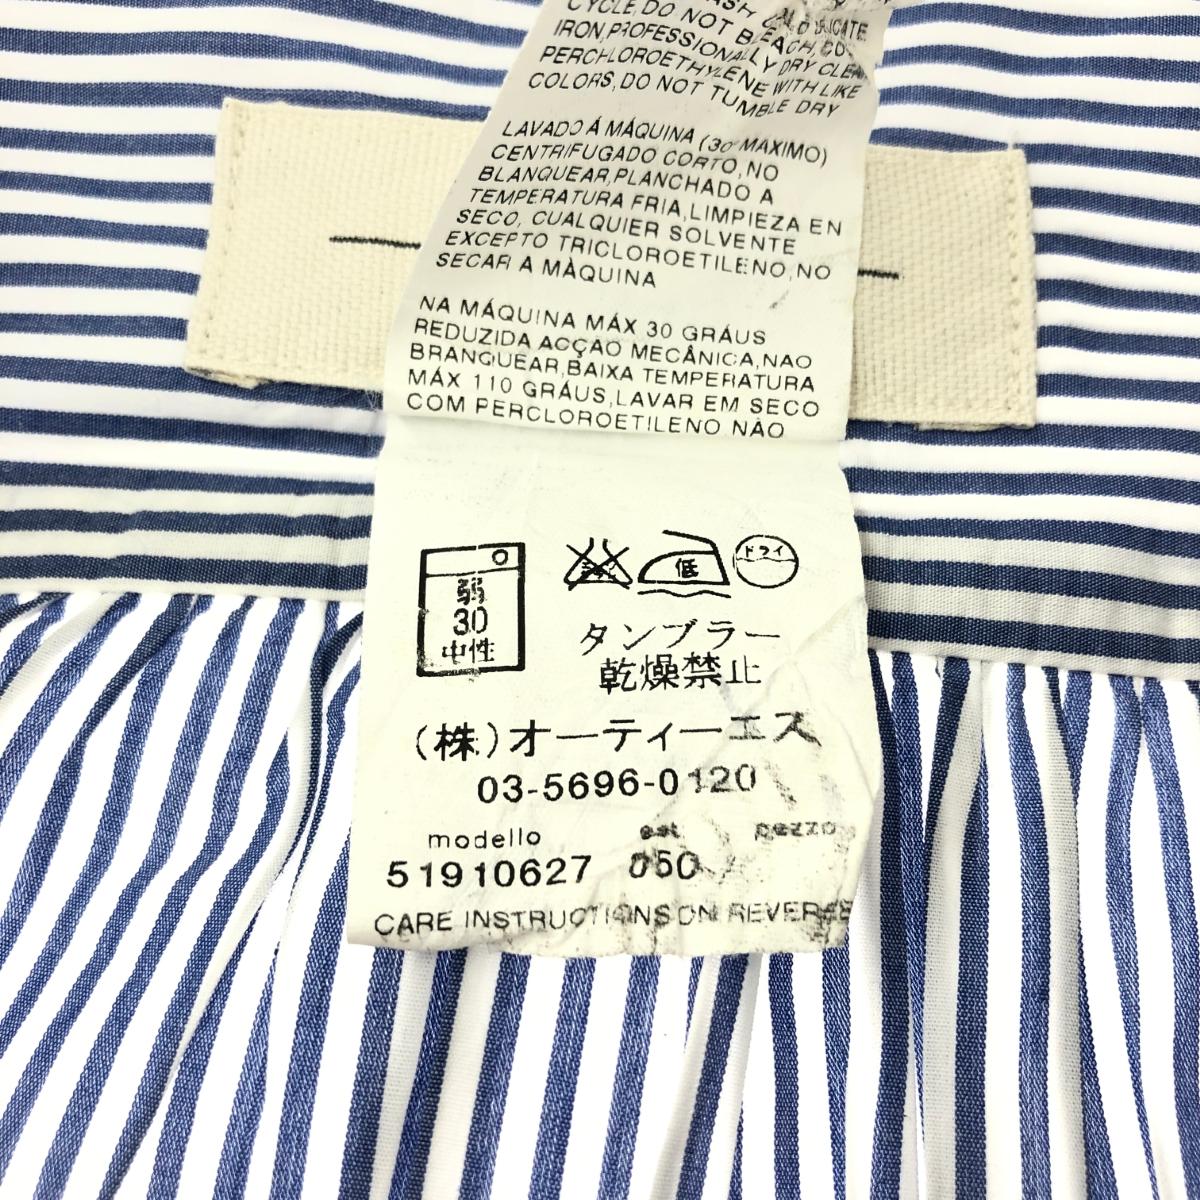 CYCLE,DO NOT BLEACH,
IRON,PROFESSIONALLY DRY CLEAN
PERCHLOROETHYLENE WITH LIKE
COLORS,DO NOT TUMBLE DRY
LAVADO Á MÁQUINA (30 MÁXIMO)
CENTRIFUGADO CORTO,NO
BLANQUEAR,PLANCHADO A
TEMPERATURA FRIA,LIMPIEZA EN
SECO, CUALQUIER SOLVENTE
EXCEPTO TRICLOROETILENO,NO
SECAR A MÀQUINA
NA MÁQUINA MÁX 30 GRÁUS
REDUZIDA ACÇAO MECÂNICA,NAO
BRANQUEAR,BAIXA TEMPERATURA
MÁX 110 GRÁUS,LAVAR EM SECO
COM PERCLOROETILENO NÃO
弱
30
中性
低
ドライ
タンブラー
乾燥禁止
(株)オーティーエス
03-5696-0120
modello est pezzo
51910627 050
CARE INSTRUCTIONS ON REVERSE